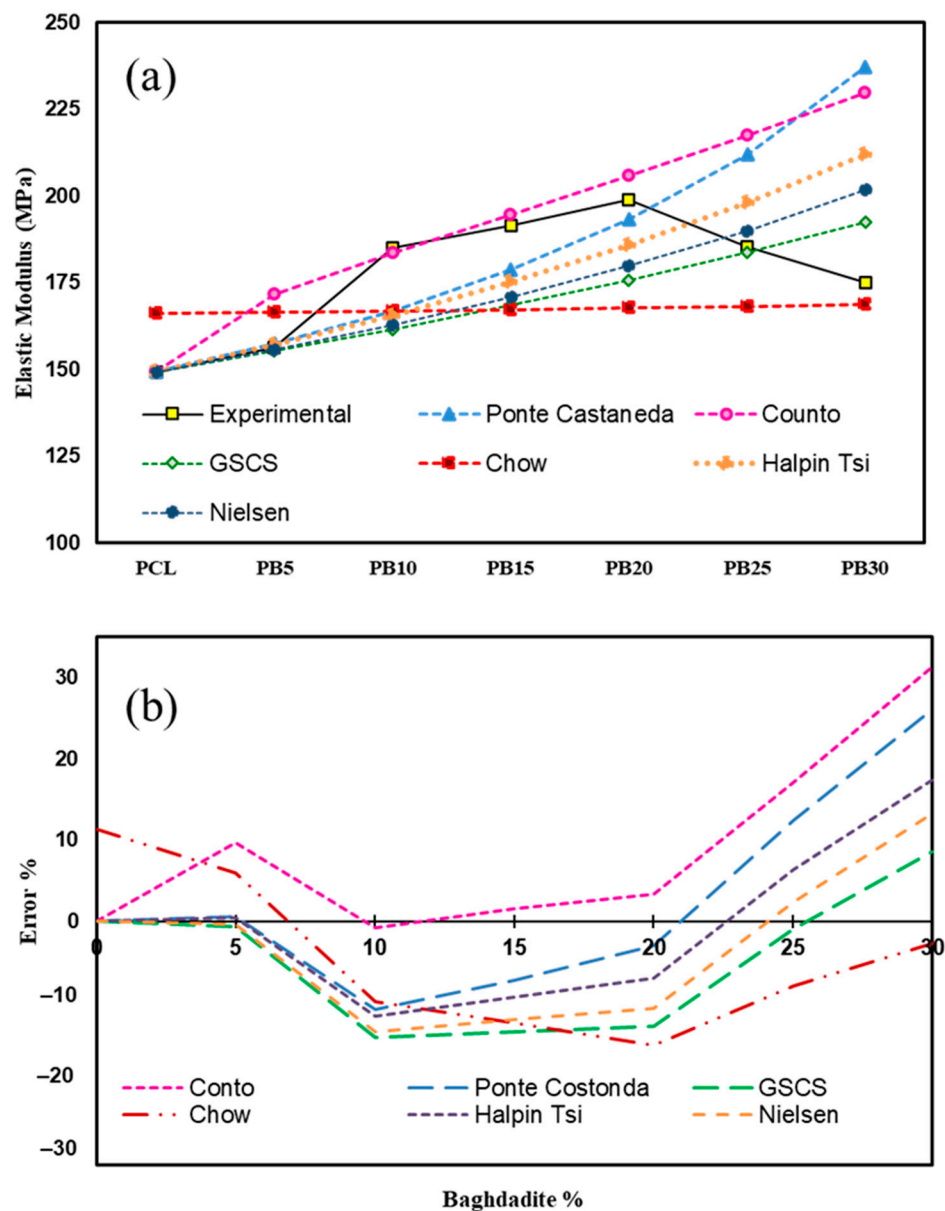 250
(a)
225
200
175
150
125
100
Elastic Modulus (MPa)
Experimental
Ponte Castaneda
Counto
GSCS
Chow
Halpin Tsi
Nielsen
PCL PB5 PB10 PB15 PB20 PB25 PB30
(b)
30
20
10
0
–10
–20
–30
Error %
0 5 10 15 20 25 30
Conto
Ponte Costonda
GSCS
Chow
Halpin Tsi
Nielsen
Baghdadite %